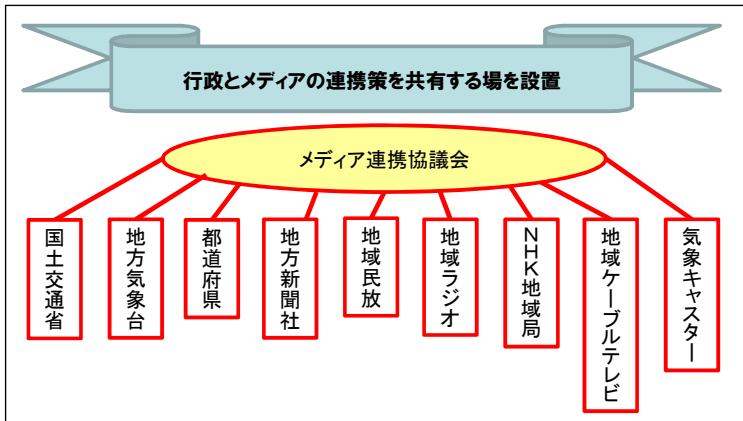 行政とメディアの連携策を共有する場を設置
メディア連携協議会
国土交通省
地方気象台
都道府県
地方新聞社
地域民放
地域ラジオ
NHK地域局
地域ケーブルテレビ
気象キャスター